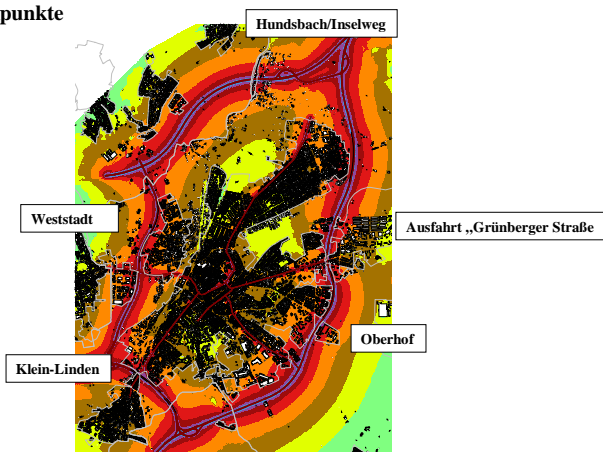 punkte
Hundsbach/Inselweg
Weststadt
Ausfahrt „Grünberger Straße
Oberhof
Klein-Linden